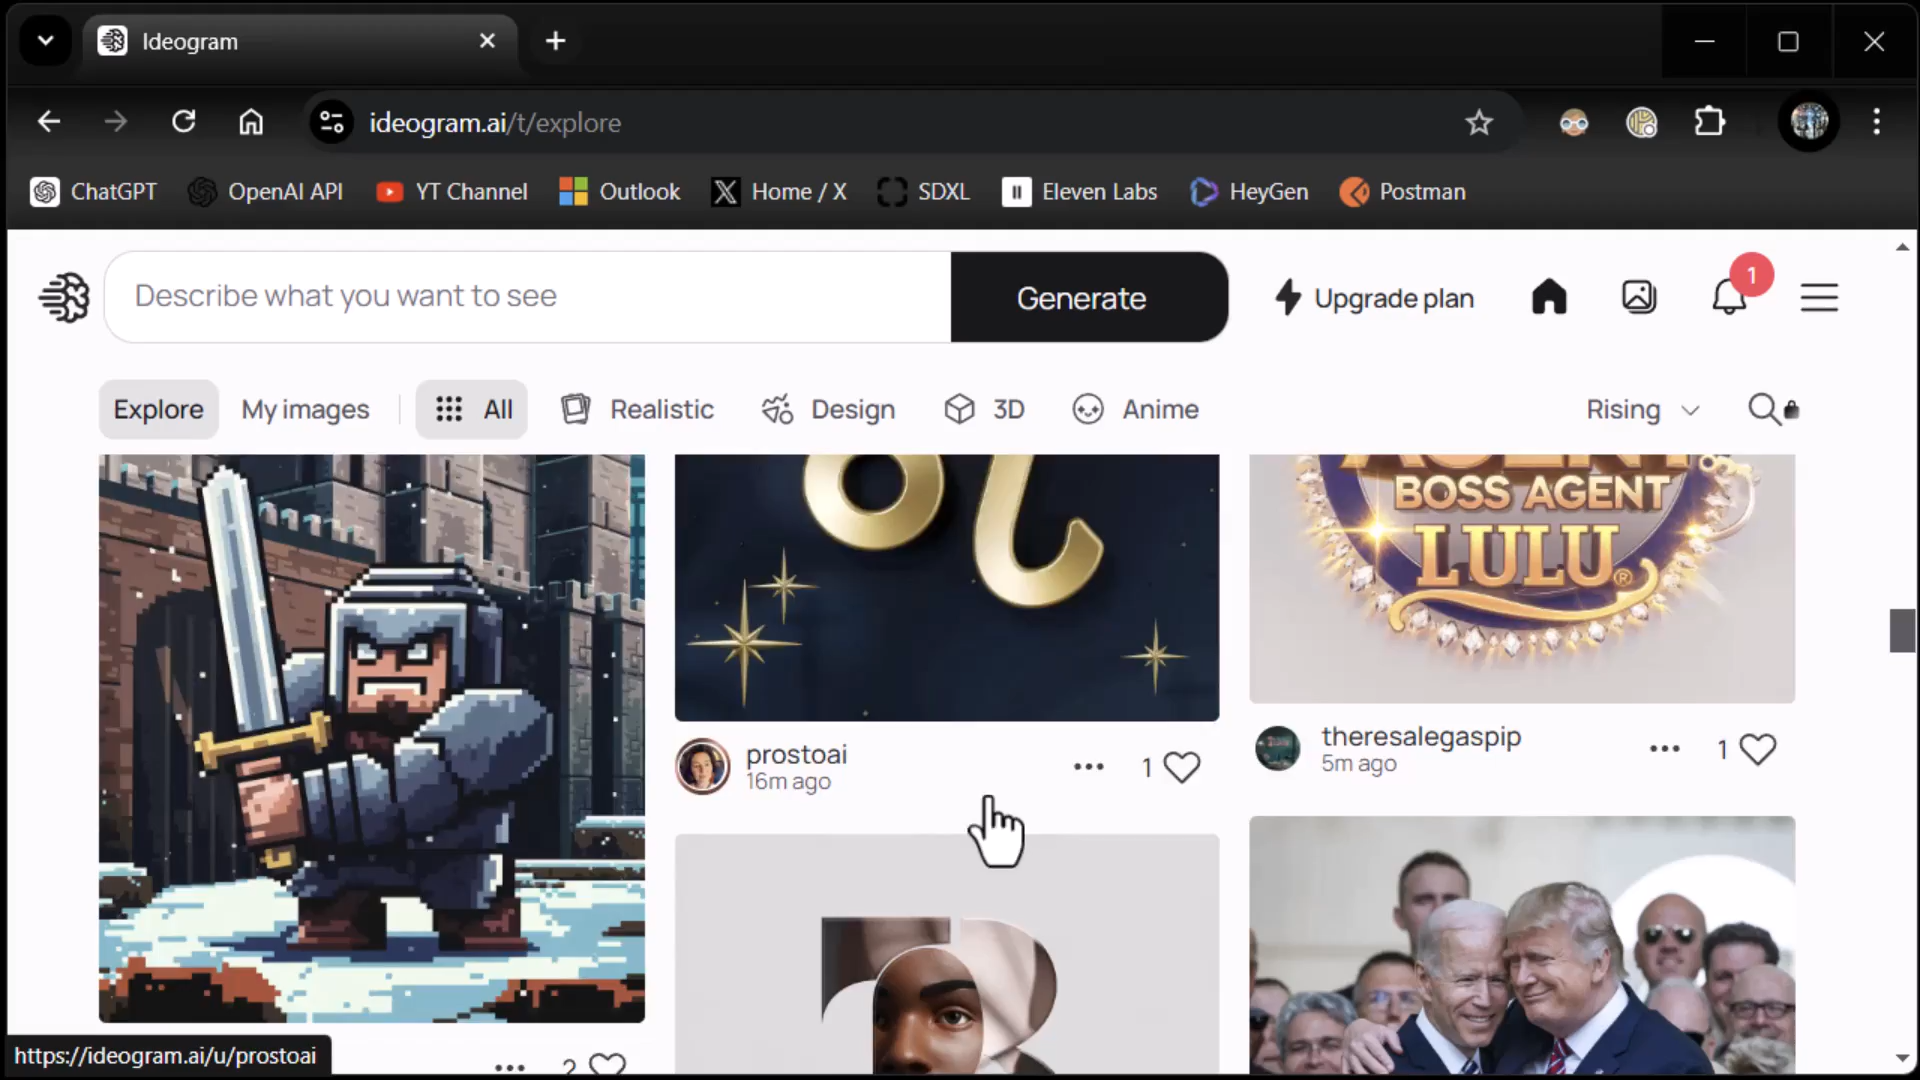 Ideogram
ideogram.ai/t/explore
ChatGPT
OpenAI API
YT Channel
Outlook
Home / X
SDXL
Eleven Labs
HeyGen
Postman
Describe what you want to see
Generate
Upgrade plan
1
Explore
My images
All
Realistic
Design
3D
Anime
Rising
BOSS AGENT
LULU®
prostoai
16m ago
1
theresalegaspip
5m ago
1
2
https://ideogram.ai/u/prostoai